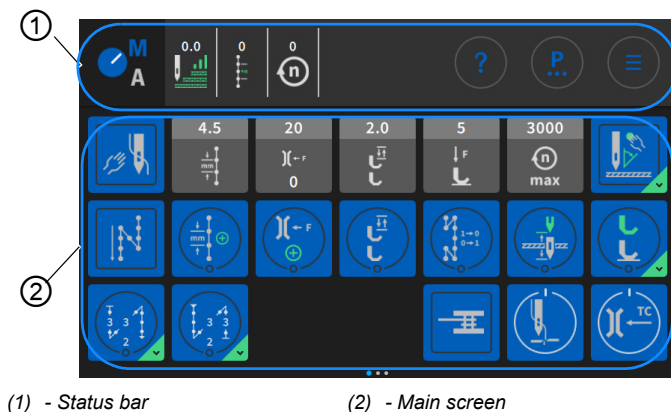 1
M
A
0.0 0 0
n
?
P...
2
4.5 20 2.0 5 3000
mm F F n
0 max
mm F 1→0
0→1
3 3 2 3 3 2 TC
(1) - Status bar (2) - Main screen